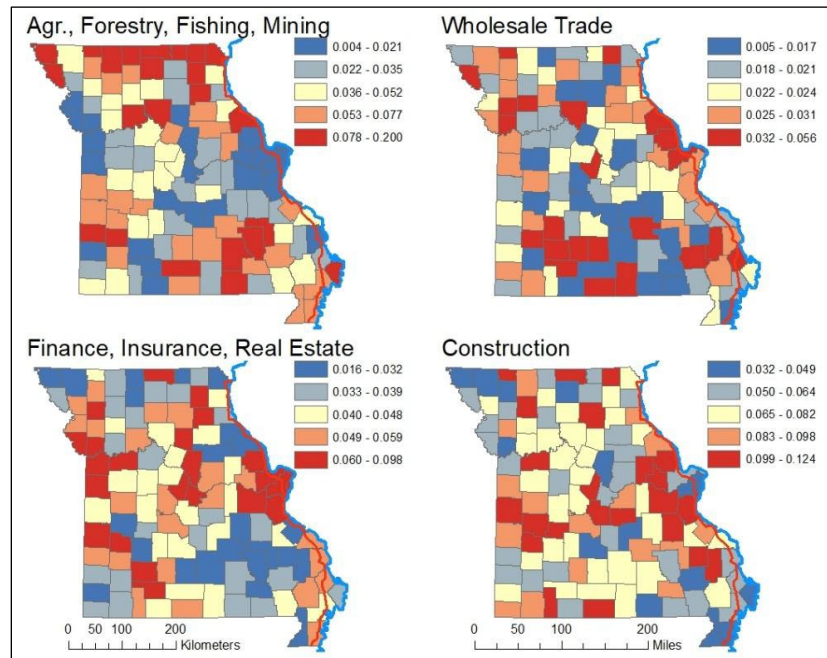 Agr., Forestry, Fishing, Mining
0.004 - 0.021
0.022 - 0.035
0.036 - 0.052
0.053 - 0.077
0.078 - 0.200
Wholesale Trade
0.005 - 0.017
0.018 - 0.021
0.022 - 0.024
0.025 - 0.031
0.032 - 0.056
Finance, Insurance, Real Estate
0.016 - 0.032
0.033 - 0.039
0.040 - 0.048
0.049 - 0.059
0.060 - 0.098
Construction
0.032 - 0.049
0.050 - 0.064
0.065 - 0.082
0.083 - 0.098
0.099 - 0.124
0 50 100 200
Kilometers
0 50 100 200
Miles